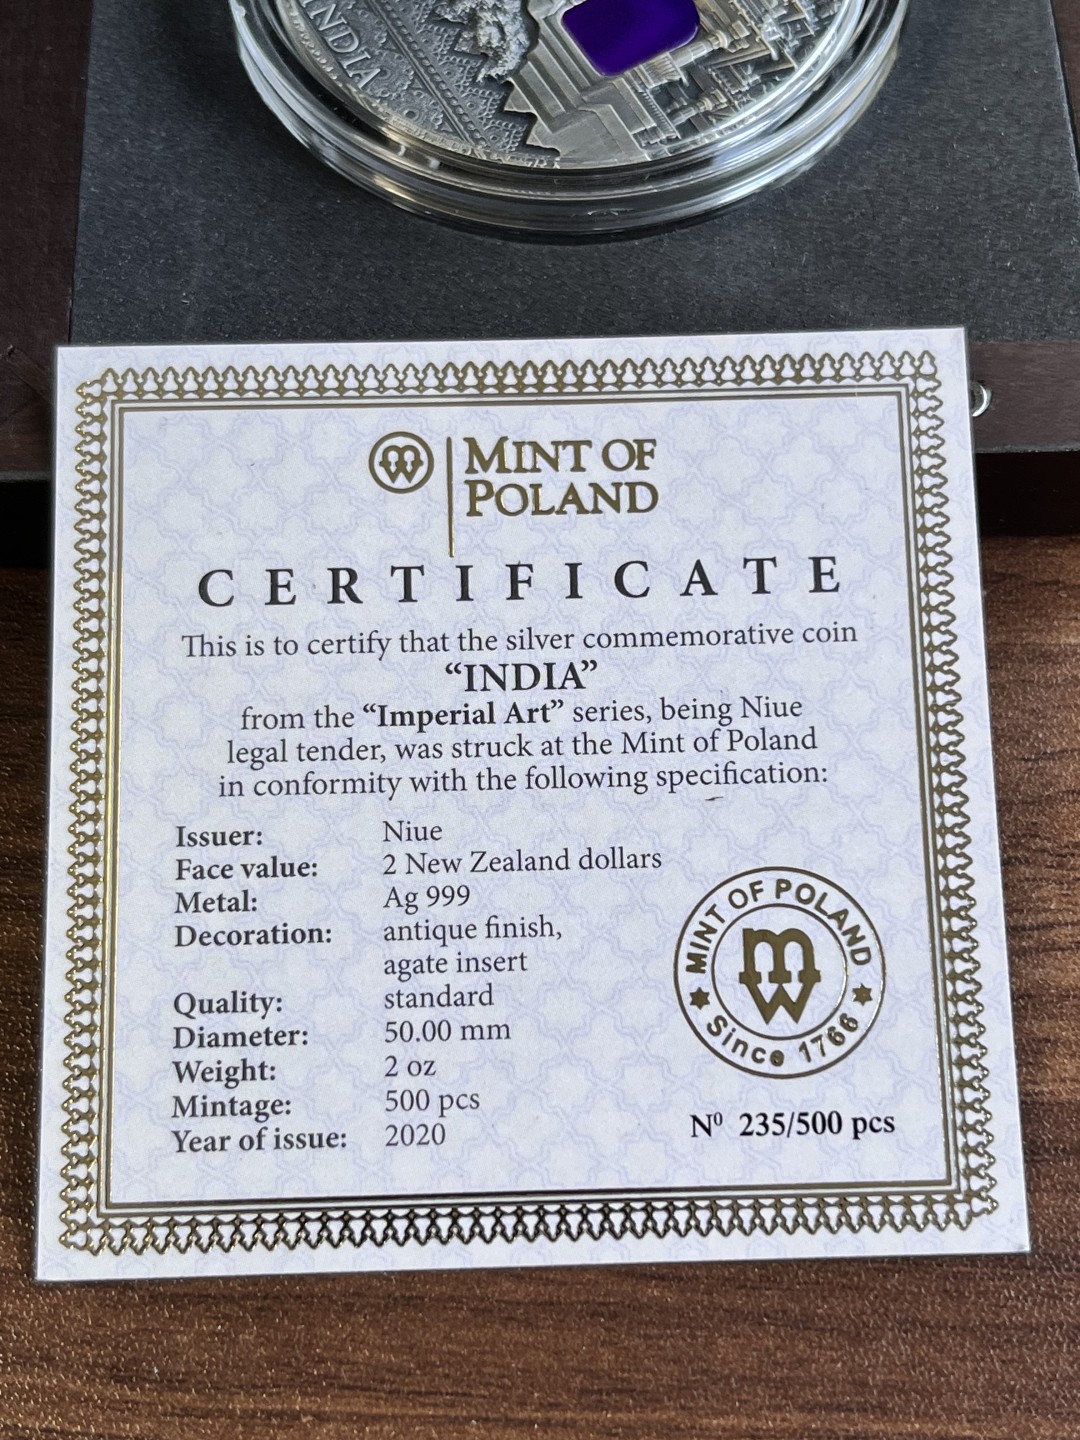 INDIA
MINT OF
POLAND
CERTIFICATE
This is to certify that the silver commemorative coin
“INDIA”
from the “Imperial Art” series, being Niue
legal tender, was struck at the Mint of Poland
in conformity with the following specification:
Issuer: Niue
Face value: 2 New Zealand dollars
Metal: Ag 999
Decoration: antique finish,
agate insert
Quality: standard
Diameter: 50.00 mm
Weight: 2 oz
Mintage: 500 pcs
Year of issue: 2020
MINT OF POLAND
MW
Since 1766
Nº 235/500 pcs